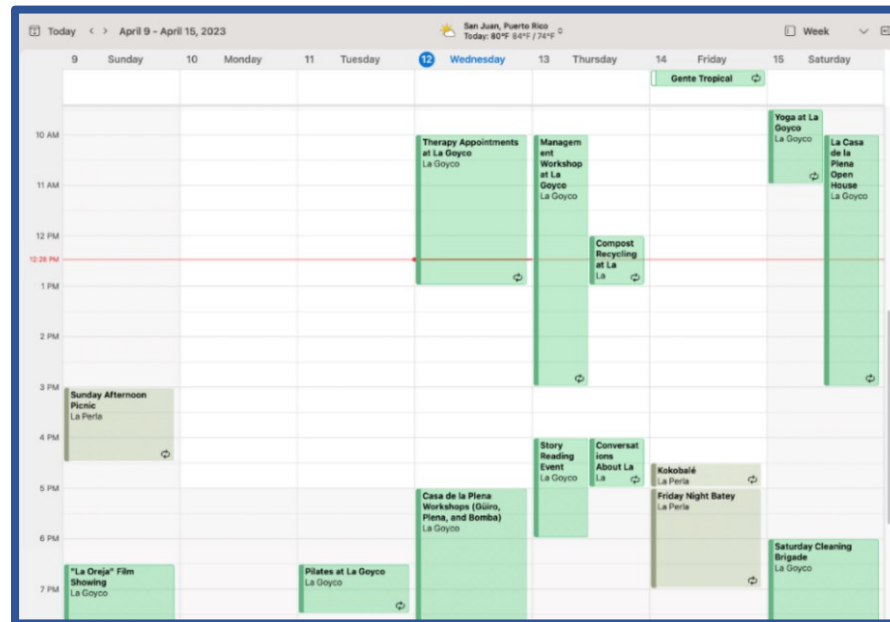 Today < > April 9 – April 15, 2023
San Juan, Puerto Rico
Today: 80°F 84°F / 74°F
Week
9 Sunday
10 Monday
11 Tuesday
12 Wednesday
13 Thursday
14 Friday
15 Saturday
Gente Tropical
10 AM
11 AM
12 PM
12:28 PM
1 PM
2 PM
3 PM
4 PM
5 PM
6 PM
7 PM
Sunday Afternoon
Picnic
La Perla
"La Oreja" Film
Showing
La Goyco
Pilates at La Goyco
La Goyco
Therapy Appointments
at La Goyco
La Goyco
Casa de la Plena
Workshops (Güiro,
Plena, and Bomba)
La Goyco
Managem
ent
Workshop
at La
Goyco
La Goyco
Compost
Recycling
at La
La
Story
Reading
Event
La Goyco
Conversat
ions
About La
La
Kokobalé
La Perla
Friday Night Batey
La Perla
Yoga at La
Goyco
La Goyco
La Casa
de la
Plena
Open
House
La Goyco
Saturday Cleaning
Brigade
La Goyco